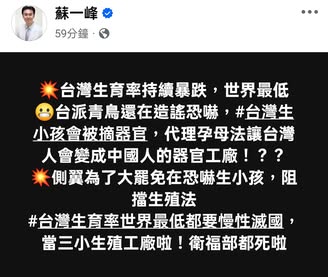 蘇一峰
59分鐘
💥台灣生育率持續暴跌，世界最低
😬台派青鳥還在造謠恐嚇，#台灣生
小孩會被摘器官，代理孕母法讓台灣
人會變成中國人的器官工廠！？？
💥側翼為了大罷免在恐嚇生小孩，阻
擋生殖法
#台灣生育率世界最低都要慢性滅國，
當三小生殖工廠啦！衛福部都死啦